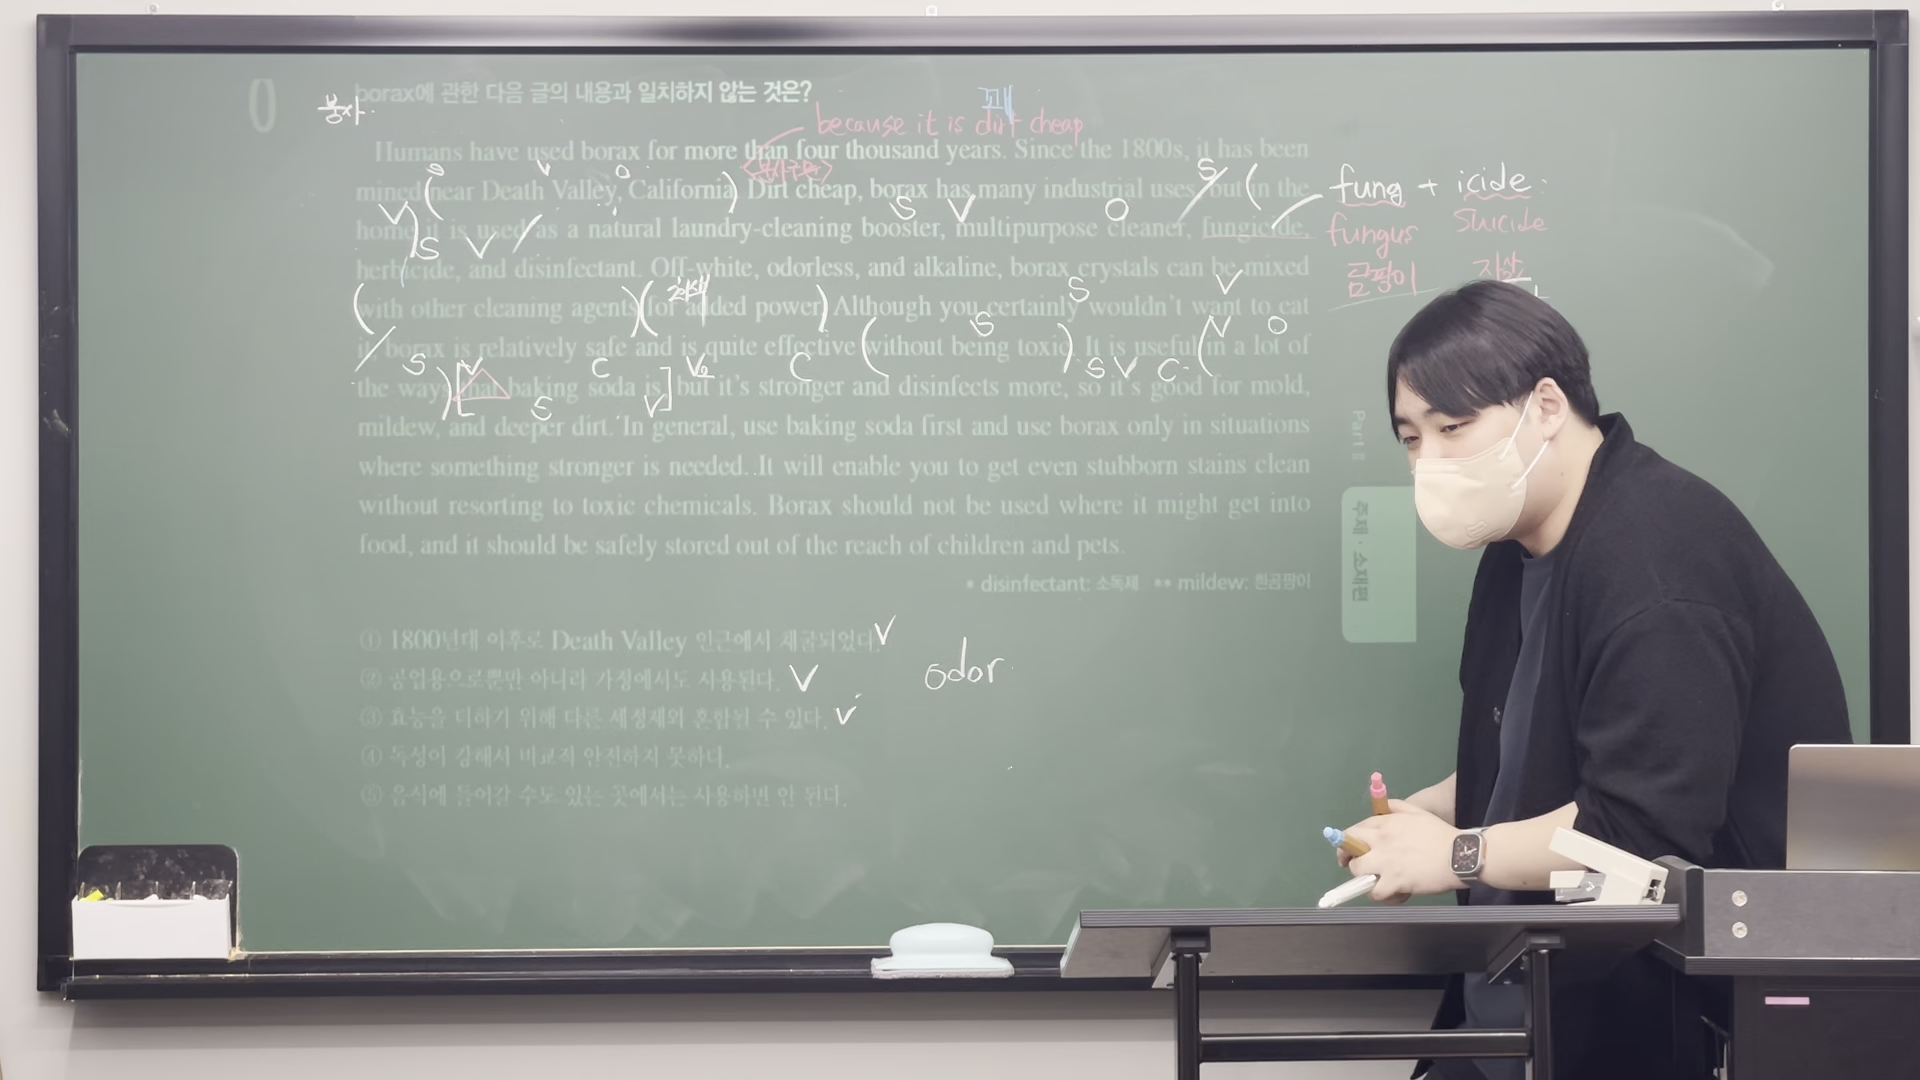 0
borax에 관한 다음 글의 내용과 일치하지 않는 것은?
붕사
꽤
because it is dirt cheap
Humans have used borax for more than four thousand years. Since the 1800s, it has been
<분사구문>
S V O ) S (
mined near Death Valley, California. Dirt cheap, borax has many industrial uses, but in the
fung + icide
V S V O
suicide
home it is used as a natural laundry-cleaning booster, multipurpose cleaner, fungicide,
fungus
S V
자살
herbicide, and disinfectant. Off-white, odorless, and alkaline, borax crystals can be mixed
곰팡이
S V
with other cleaning agents for added power. Although you certainly wouldn't want to eat
S V O
it, borax is relatively safe and is quite effective without being toxic. It is useful in a lot of
S V C V₂ C S V C
the ways that baking soda is, but it's stronger and disinfects more, so it's good for mold,
S V
mildew, and deeper dirt. In general, use baking soda first and use borax only in situations
where something stronger is needed. It will enable you to get even stubborn stains clean
without resorting to toxic chemicals. Borax should not be used where it might get into
food, and it should be safely stored out of the reach of children and pets.
* disinfectant: 소독제 ** mildew: 흰곰팡이
Part II
주제·소재편
① 1800년대 이후로 Death Valley 인근에서 채굴되었다.
② 공업용으로뿐만 아니라 가정에서도 사용된다.
odor
③ 효능을 더하기 위해 다른 세정제와 혼합될 수 있다.
④ 독성이 강해서 비교적 안전하지 못하다.
⑤ 음식에 들어갈 수도 있는 곳에서는 사용하면 안 된다.